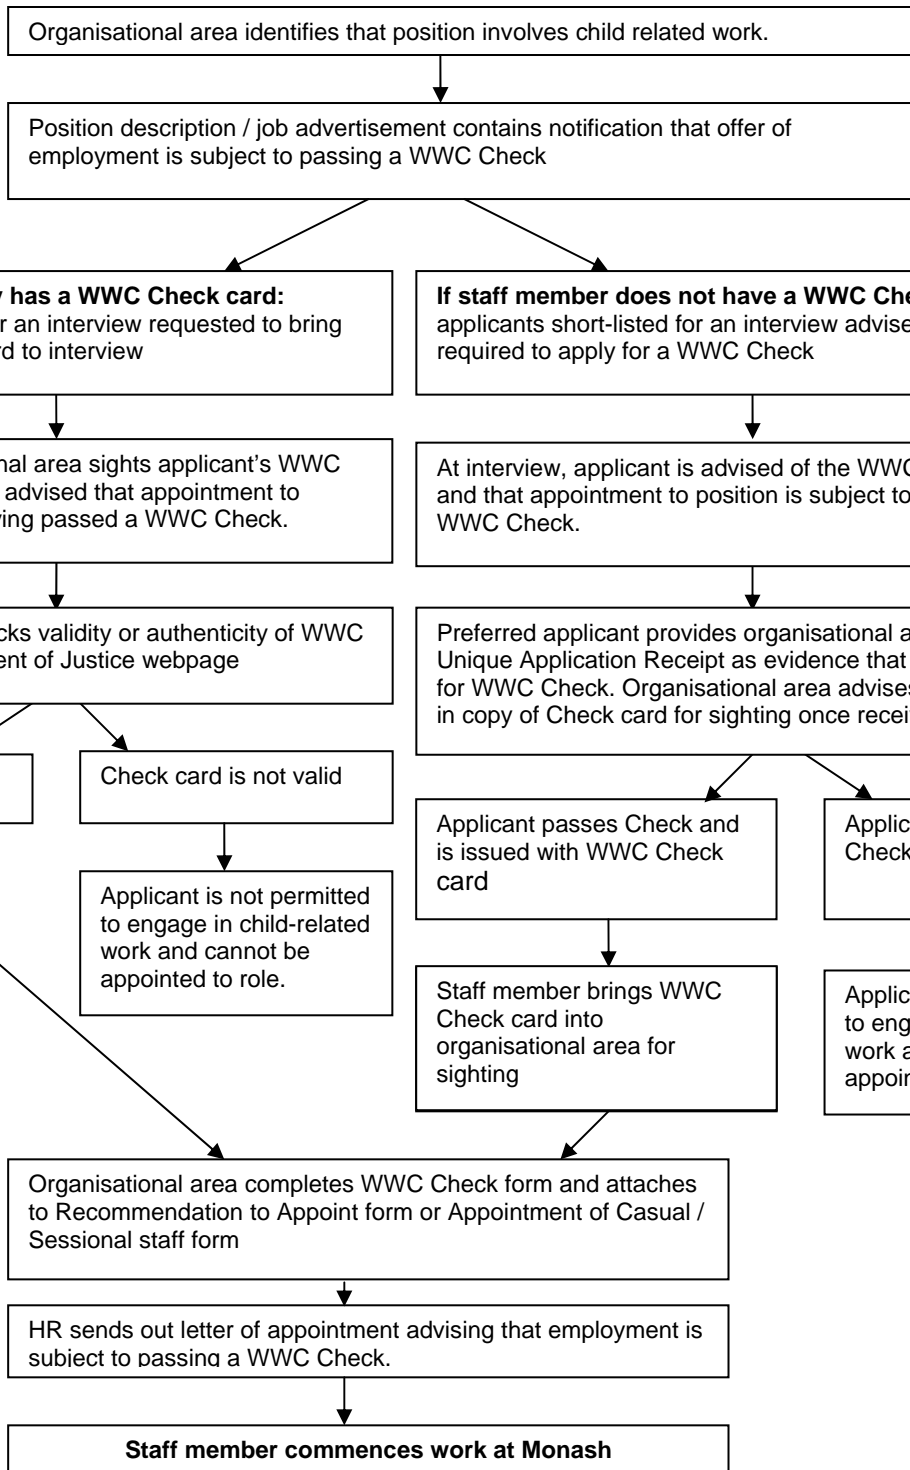 Organisational area identifies that position involves child related work.
Position description / job advertisement contains notification that offer of
employment is subject to passing a WWC Check
has a WWC Check card:
r an interview requested to bring
rd to interview
If staff member does not have a WWC Che
applicants short-listed for an interview advise
required to apply for a WWC Check
nal area sights applicant's WWC
advised that appointment to
ving passed a WWC Check.
At interview, applicant is advised of the WWC
and that appointment to position is subject to
WWC Check.
cks validity or authenticity of WWC
ent of Justice webpage
Preferred applicant provides organisational a
Unique Application Receipt as evidence that
for WWC Check. Organisational area advises
in copy of Check card for sighting once recei
Check card is not valid
Applicant is not permitted
to engage in child-related
work and cannot be
appointed to role.
Applicant passes Check and
is issued with WWC Check
card
Applic
Check
Staff member brings WWC
Check card into
organisational area for
sighting
Applic
to eng
work a
appoin
Organisational area completes WWC Check form and attaches
to Recommendation to Appoint form or Appointment of Casual /
Sessional staff form
HR sends out letter of appointment advising that employment is
subject to passing a WWC Check.
Staff member commences work at Monash